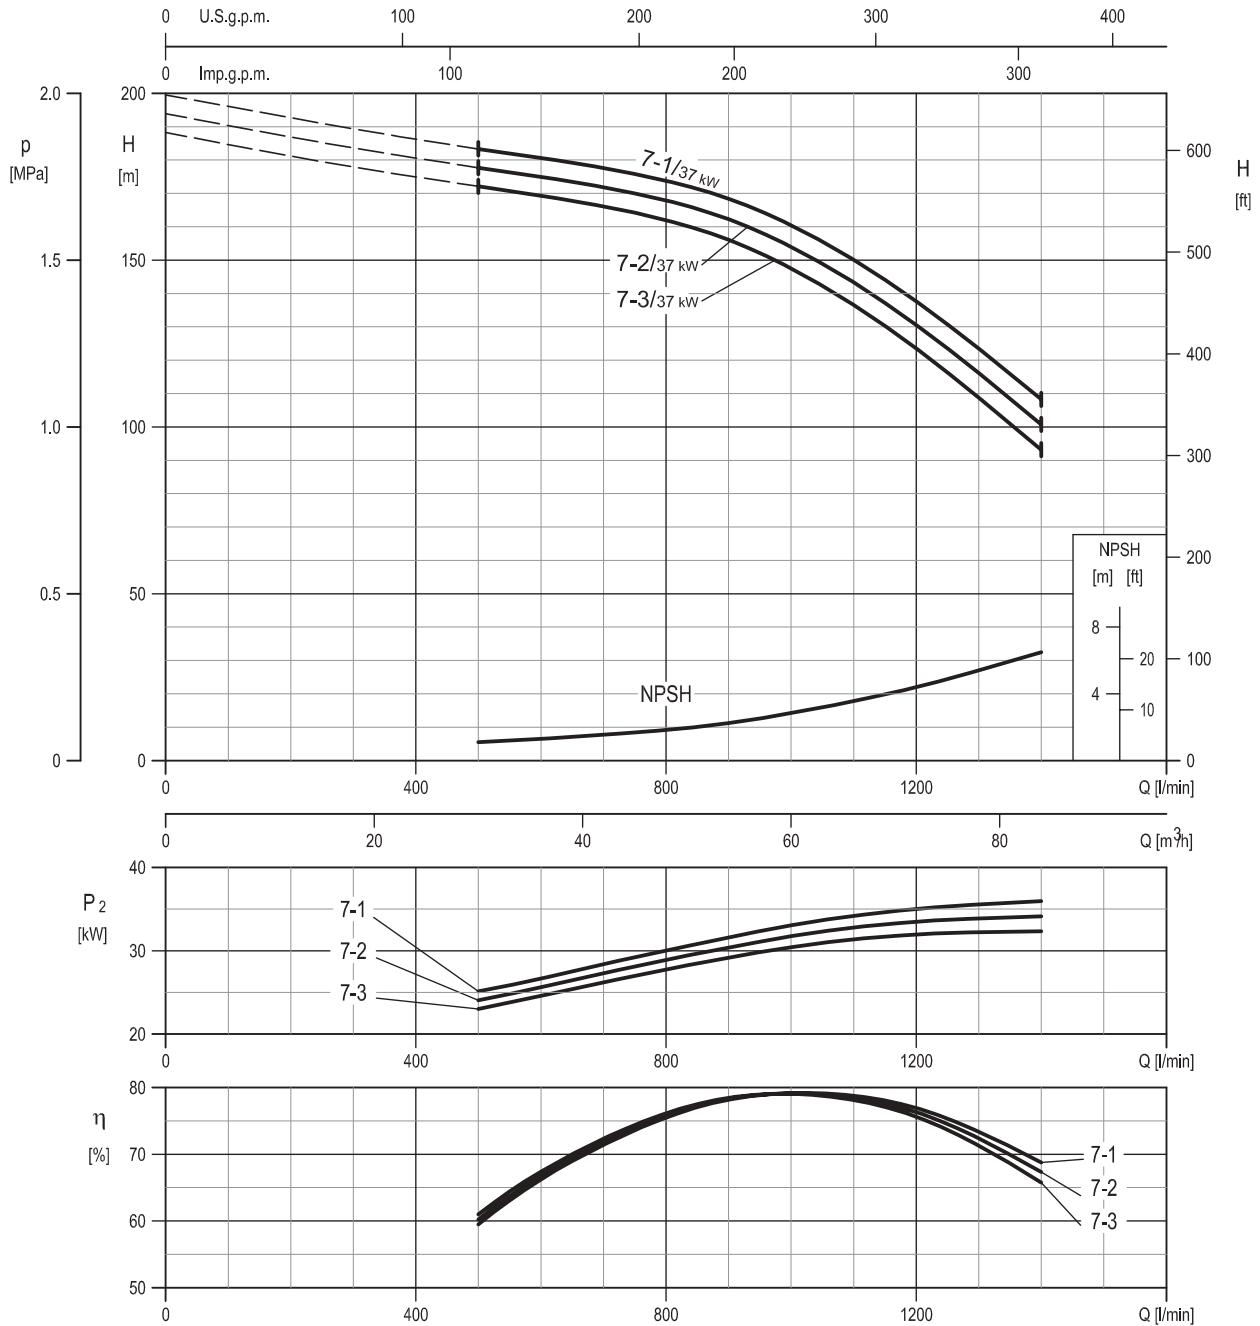 0 U.S.g.p.m. 100 200 300 400
0 Imp.g.p.m. 100 200 300
p
[MPa]
2.0
1.5
1.0
0.5
0
H
[m]
200
150
100
50
0
H
[ft]
600
500
400
300
200
100
0
7-1/37 kW
7-2/37 kW
7-3/37 kW
NPSH
NPSH
[m] [ft]
8
20
4
10
0 400 800 1200 Q [l/min]
0 20 40 60 80 Q [m³/h]
P2
[kW]
40
30
20
7-1
7-2
7-3
0 400 800 1200 Q [l/min]
η
[%]
80
70
60
50
7-1
7-2
7-3
0 400 800 1200 Q [l/min]